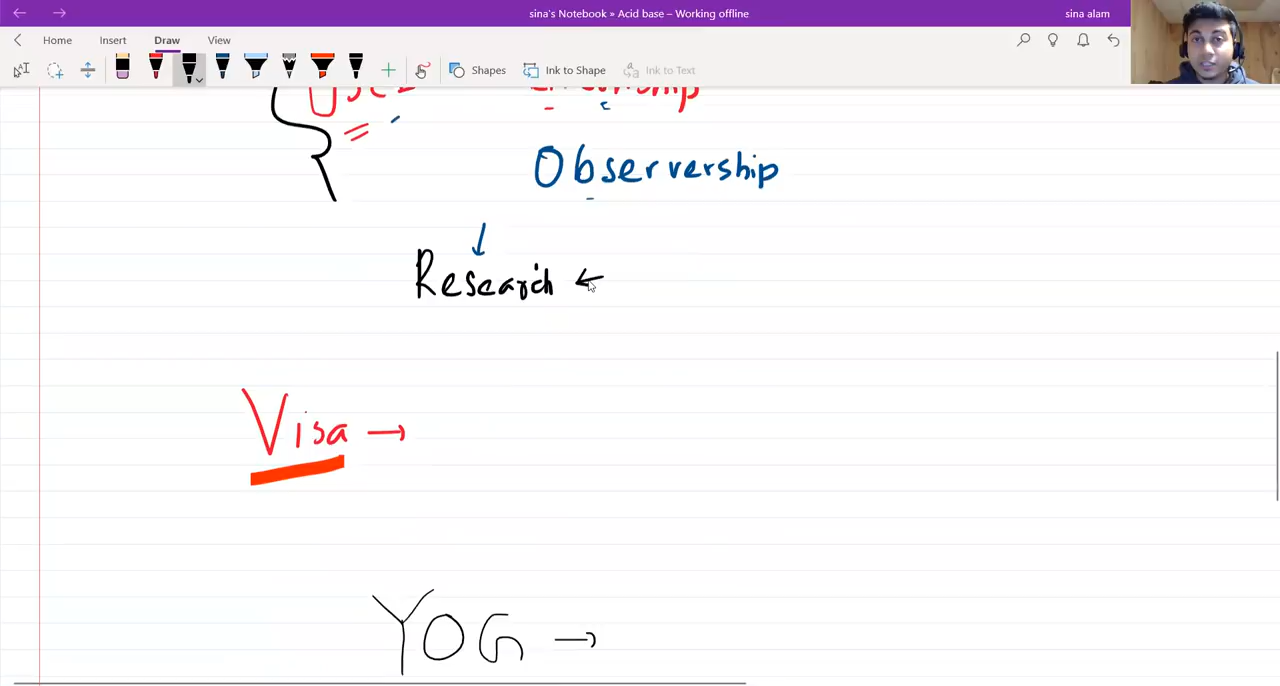 sina's Notebook » Acid base – Working offline
sina alam
Home Insert Draw View
Shapes Ink to Shape Ink to Text
Observership
Research ←
Visa →
YOG →